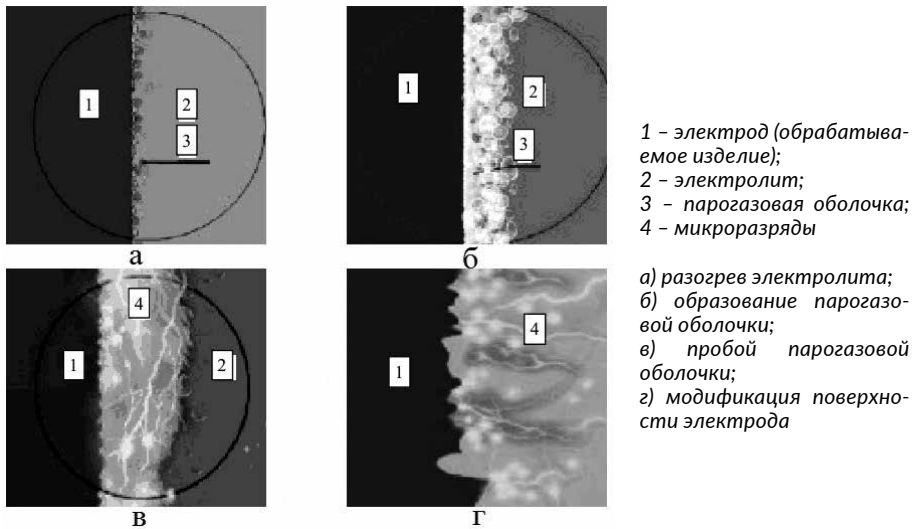 1
2
3
а
1
2
3
б
1 – электрод (обрабатыва-
емое изделие);
2 – электролит;
3 – парогазовая оболочка;
4 – микроразряды
а) разогрев электролита;
б) образование парогазо-
вой оболочки;
в) пробой парогазовой
оболочки;
г) модификация поверхно-
сти электрода
4
1
2
в
4
1
г